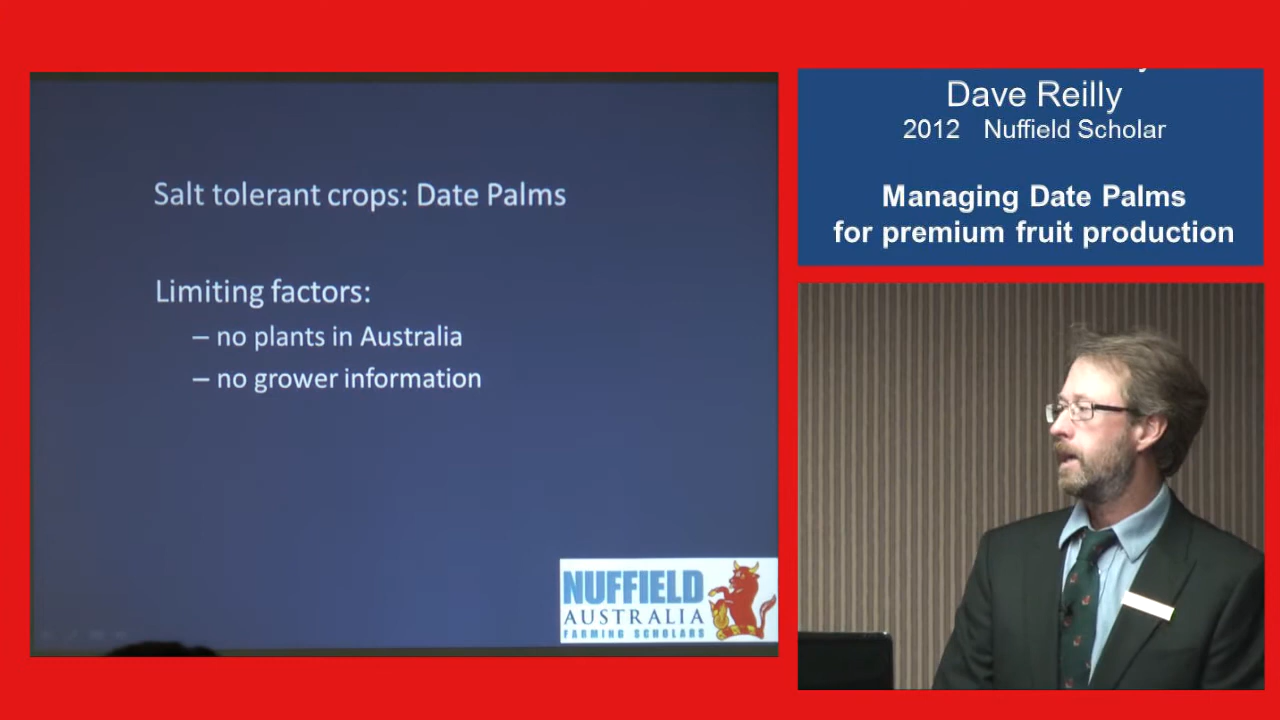 Salt tolerant crops: Date Palms
Limiting factors:
– no plants in Australia
– no grower information
NUFFIELD
AUSTRALIA
FARMING SCHOLARS
Dave Reilly
2012 Nuffield Scholar
Managing Date Palms
for premium fruit production